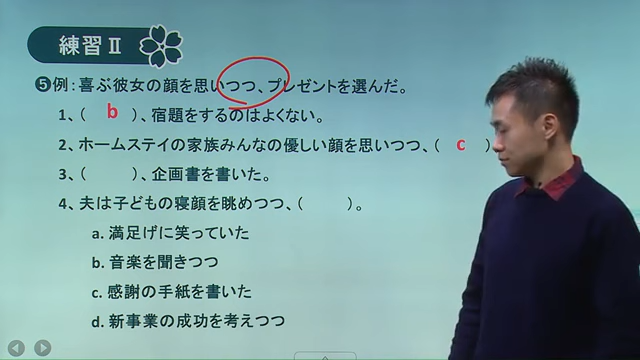 練習Ⅱ
❺例：喜ぶ彼女の顔を思いつつ、プレゼントを選んだ。
1、（ b ）、宿題をするのはよくない。
2、ホームステイの家族みんなの優しい顔を思いつつ、（ c ）
3、（ ）、企画書を書いた。
4、夫は子どもの寝顔を眺めつつ、（ ）。
a. 満足げに笑っていた
b. 音楽を聞きつつ
c. 感謝の手紙を書いた
d. 新事業の成功を考えつつ